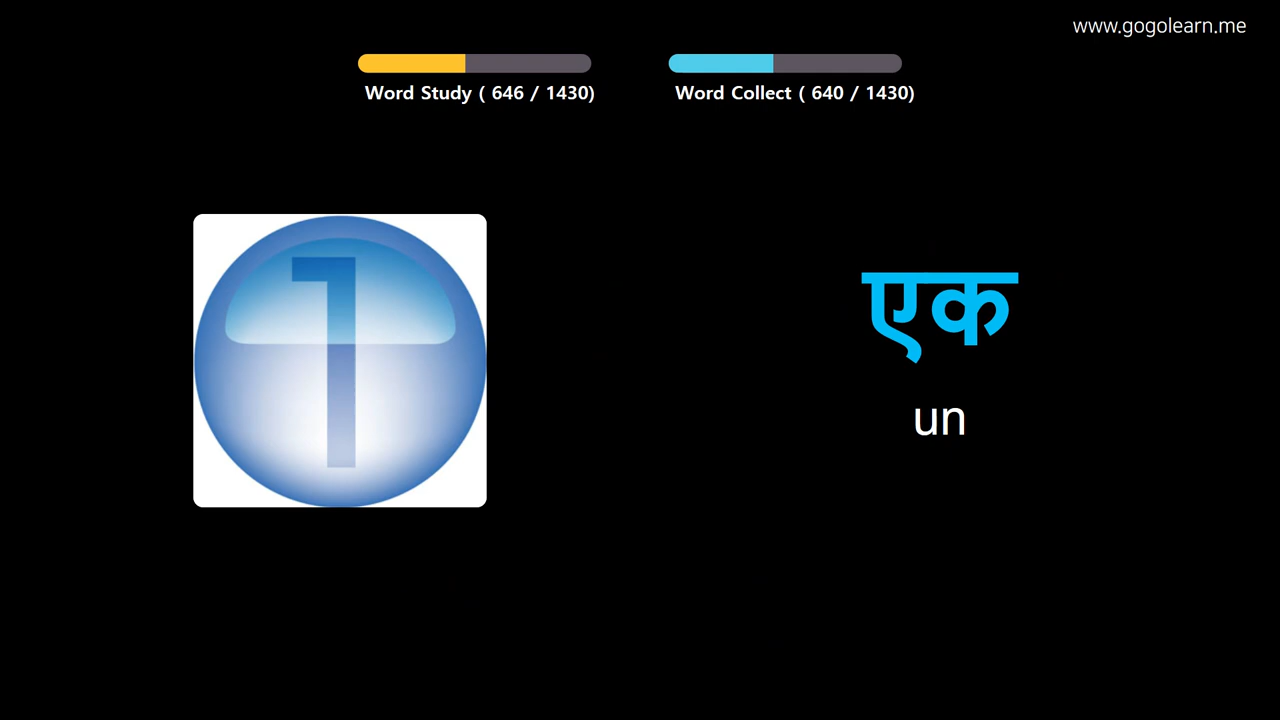 www.gogolearn.me
Word Study ( 646 / 1430)
Word Collect ( 640 / 1430)
1
एक
un